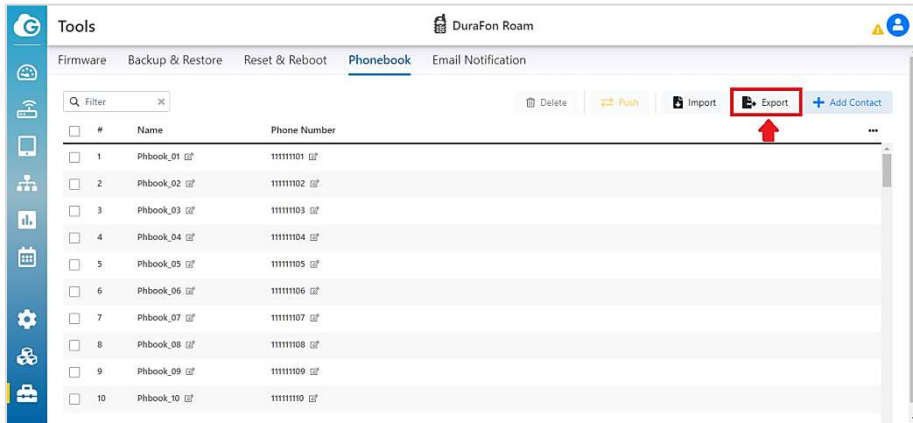 Tools
DuraFon Roam
Firmware Backup & Restore Reset & Reboot Phonebook Email Notification
Filter Delete Push Import Export Add Contact
# Name Phone Number
1 Phbook_01 111111101
2 Phbook_02 111111102
3 Phbook_03 111111103
4 Phbook_04 111111104
5 Phbook_05 111111105
6 Phbook_06 111111106
7 Phbook_07 111111107
8 Phbook_08 111111108
9 Phbook_09 111111109
10 Phbook_10 111111110